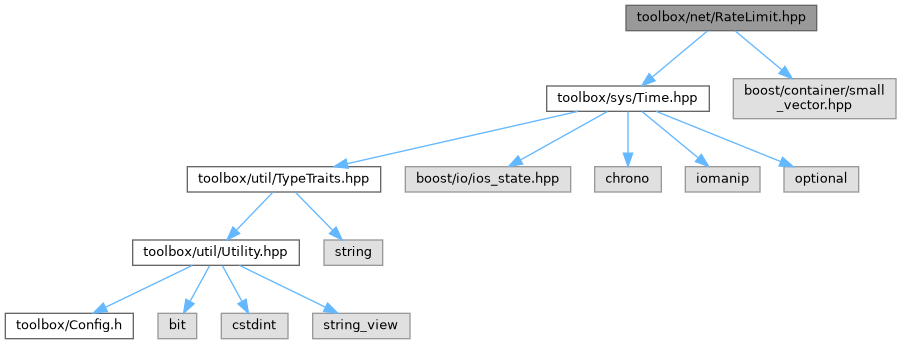 toolbox/net/RateLimit.hpp
toolbox/sys/Time.hpp
boost/container/small
_vector.hpp
toolbox/util/TypeTraits.hpp
boost/io/ios_state.hpp
chrono
iomanip
optional
toolbox/util/Utility.hpp
string
toolbox/Config.h
bit
cstdint
string_view